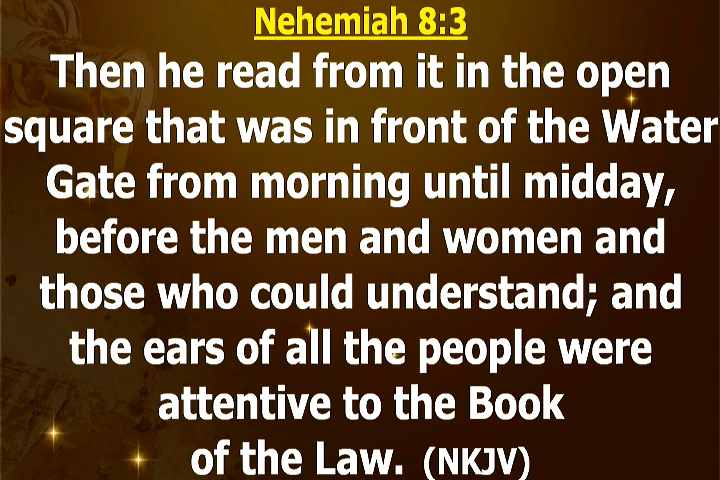 Nehemiah 8:3
Then he read from it in the open
square that was in front of the Water
Gate from morning until midday,
before the men and women and
those who could understand; and
the ears of all the people were
attentive to the Book
of the Law. (NKJV)